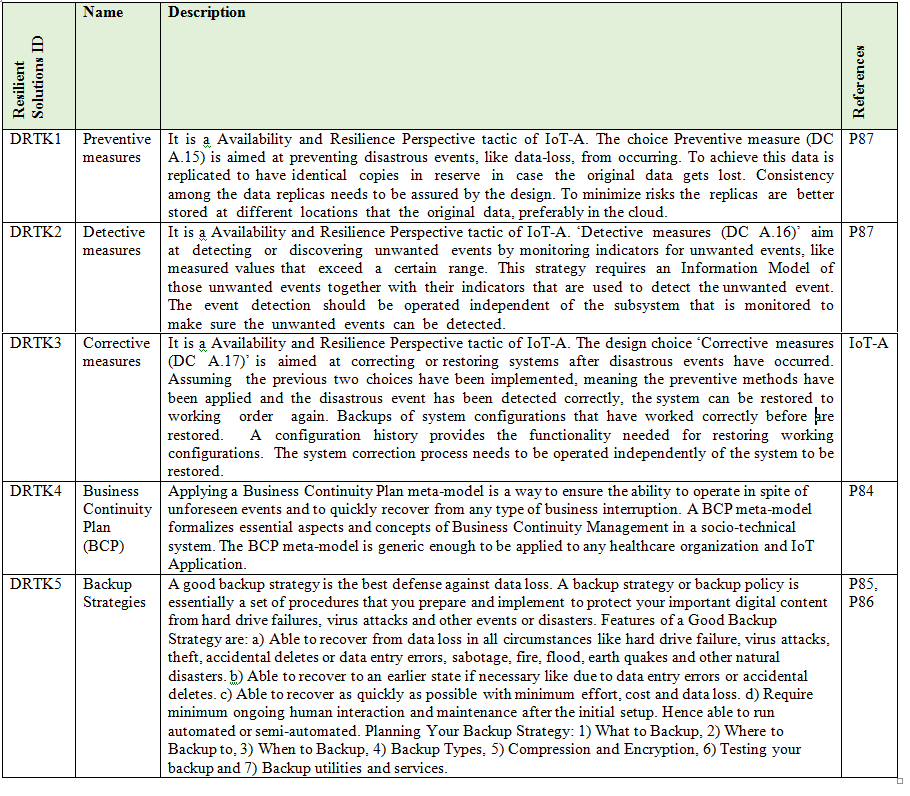 Resilient
Solutions ID
Name
Description
References
DRTK1
Preventive
measures
It is a Availability and Resilience Perspective tactic of IoT-A. The choice Preventive measure (DC
A.15) is aimed at preventing disastrous events, like data-loss, from occurring. To achieve this data is
replicated to have identical copies in reserve in case the original data gets lost. Consistency
among the data replicas needs to be assured by the design. To minimize risks the replicas are better
stored at different locations that the original data, preferably in the cloud.
P87
DRTK2
Detective
measures
It is a Availability and Resilience Perspective tactic of IoT-A. ‘Detective measures (DC A.16)’ aim
at detecting or discovering unwanted events by monitoring indicators for unwanted events, like
measured values that exceed a certain range. This strategy requires an Information Model of
those unwanted events together with their indicators that are used to detect the unwanted event.
The event detection should be operated independent of the subsystem that is monitored to
make sure the unwanted events can be detected.
P87
DRTK3
Corrective
measures
It is a Availability and Resilience Perspective tactic of IoT-A. The design choice ‘Corrective measures
(DC A.17)’ is aimed at correcting or restoring systems after disastrous events have occurred.
Assuming the previous two choices have been implemented, meaning the preventive methods have
been applied and the disastrous event has been detected correctly, the system can be restored to
working order again. Backups of system configurations that have worked correctly before are
restored. A configuration history provides the functionality needed for restoring working
configurations. The system correction process needs to be operated independently of the system to be
restored.
IoT-A
DRTK4
Business
Continuity
Plan
(BCP)
Applying a Business Continuity Plan meta-model is a way to ensure the ability to operate in spite of
unforeseen events and to quickly recover from any type of business interruption. A BCP meta-model
formalizes essential aspects and concepts of Business Continuity Management in a socio-technical
system. The BCP meta-model is generic enough to be applied to any healthcare organization and IoT
Application.
P84
DRTK5
Backup
Strategies
A good backup strategy is the best defense against data loss. A backup strategy or backup policy is
essentially a set of procedures that you prepare and implement to protect your important digital content
from hard drive failures, virus attacks and other events or disasters. Features of a Good Backup
Strategy are: a) Able to recover from data loss in all circumstances like hard drive failure, virus attacks,
theft, accidental deletes or data entry errors, sabotage, fire, flood, earth quakes and other natural
disasters. b) Able to recover to an earlier state if necessary like due to data entry errors or accidental
deletes. c) Able to recover as quickly as possible with minimum effort, cost and data loss. d) Require
minimum ongoing human interaction and maintenance after the initial setup. Hence able to run
automated or semi-automated. Planning Your Backup Strategy: 1) What to Backup, 2) Where to
Backup to, 3) When to Backup, 4) Backup Types, 5) Compression and Encryption, 6) Testing your
backup and 7) Backup utilities and services.
P85,
P86